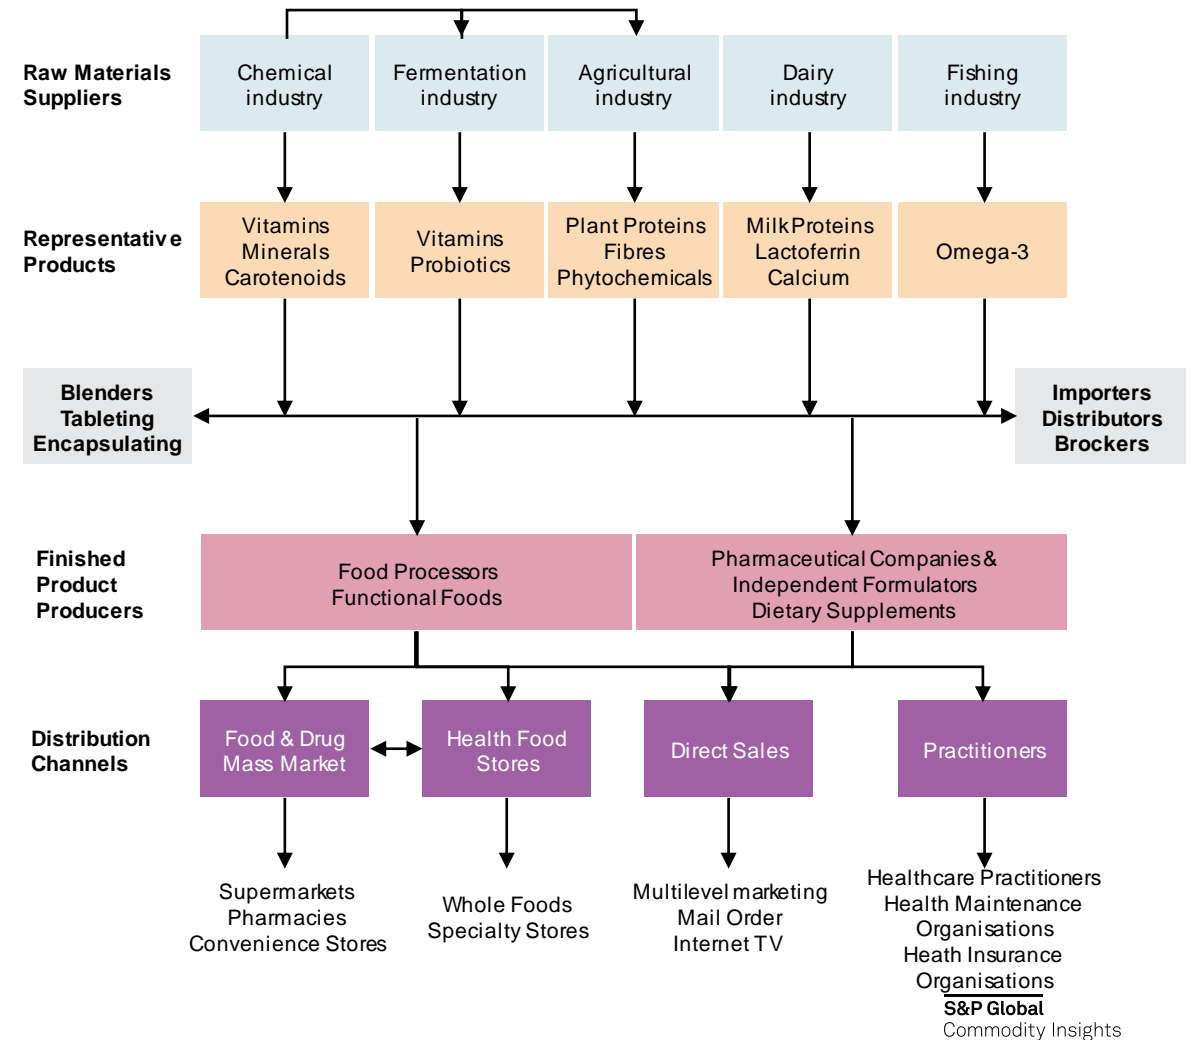 Raw Materials
Suppliers
Chemical
industry
Fermentation
industry
Agricultural
industry
Dairy
industry
Fishing
industry
Representative
Products
Vitamins
Minerals
Carotenoids
Vitamins
Probiotics
Plant Proteins
Fibres
Phytochemicals
Milk Proteins
Lactoferrin
Calcium
Omega-3
Blenders
Tableting
Encapsulating
Importers
Distributors
Brockers
Finished
Product
Producers
Food Processors
Functional Foods
Pharmaceutical Companies &
Independent Formulators
Dietary Supplements
Distribution
Channels
Food & Drug
Mass Market
Health Food
Stores
Direct Sales
Practitioners
Supermarkets
Pharmacies
Convenience Stores
Whole Foods
Specialty Stores
Multilevel marketing
Mail Order
Internet TV
Healthcare Practitioners
Health Maintenance
Organisations
Heath Insurance
Organisations
S&P Global
Commodity Insights